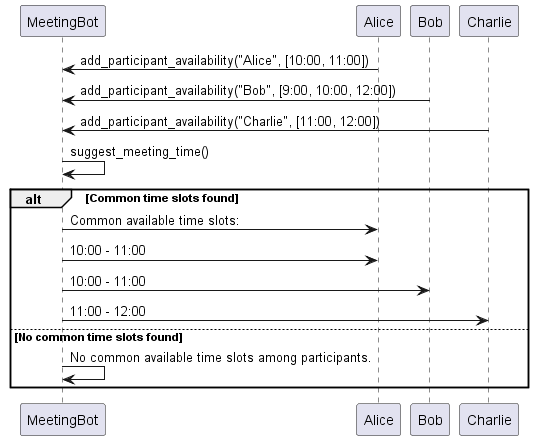 MeetingBot Alice Bob Charlie
add_participant_availability("Alice", [10:00, 11:00])
add_participant_availability("Bob", [9:00, 10:00, 12:00])
add_participant_availability("Charlie", [11:00, 12:00])
suggest_meeting_time()
alt [Common time slots found]
Common available time slots:
10:00 - 11:00
10:00 - 11:00
11:00 - 12:00
[No common time slots found]
No common available time slots among participants.
MeetingBot Alice Bob Charlie